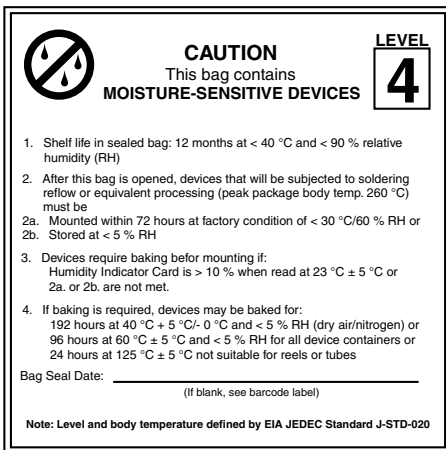 LEVEL
CAUTION
4
This bag contains
MOISTURE-SENSITIVE DEVICES
1. Shelf life in sealed bag: 12 months at < 40 °C and < 90 % relative
humidity (RH)
2. After this bag is opened, devices that will be subjected to soldering
reflow or equivalent processing (peak package body temp. 260 °C)
must be
2a. Mounted within 72 hours at factory condition of < 30 °C/60 % RH or
2b. Stored at < 5 % RH
3. Devices require baking befor mounting if:
Humidity Indicator Card is > 10 % when read at 23 °C ± 5 °C or
2a. or 2b. are not met.
4. If baking is required, devices may be baked for:
192 hours at 40 °C + 5 °C/- 0 °C and < 5 % RH (dry air/nitrogen) or
96 hours at 60 °C ± 5 °C and < 5 % RH for all device containers or
24 hours at 125 °C ± 5 °C not suitable for reels or tubes
Bag Seal Date:
(If blank, see barcode label)
Note: Level and body temperature defined by EIA JEDEC Standard J-STD-020